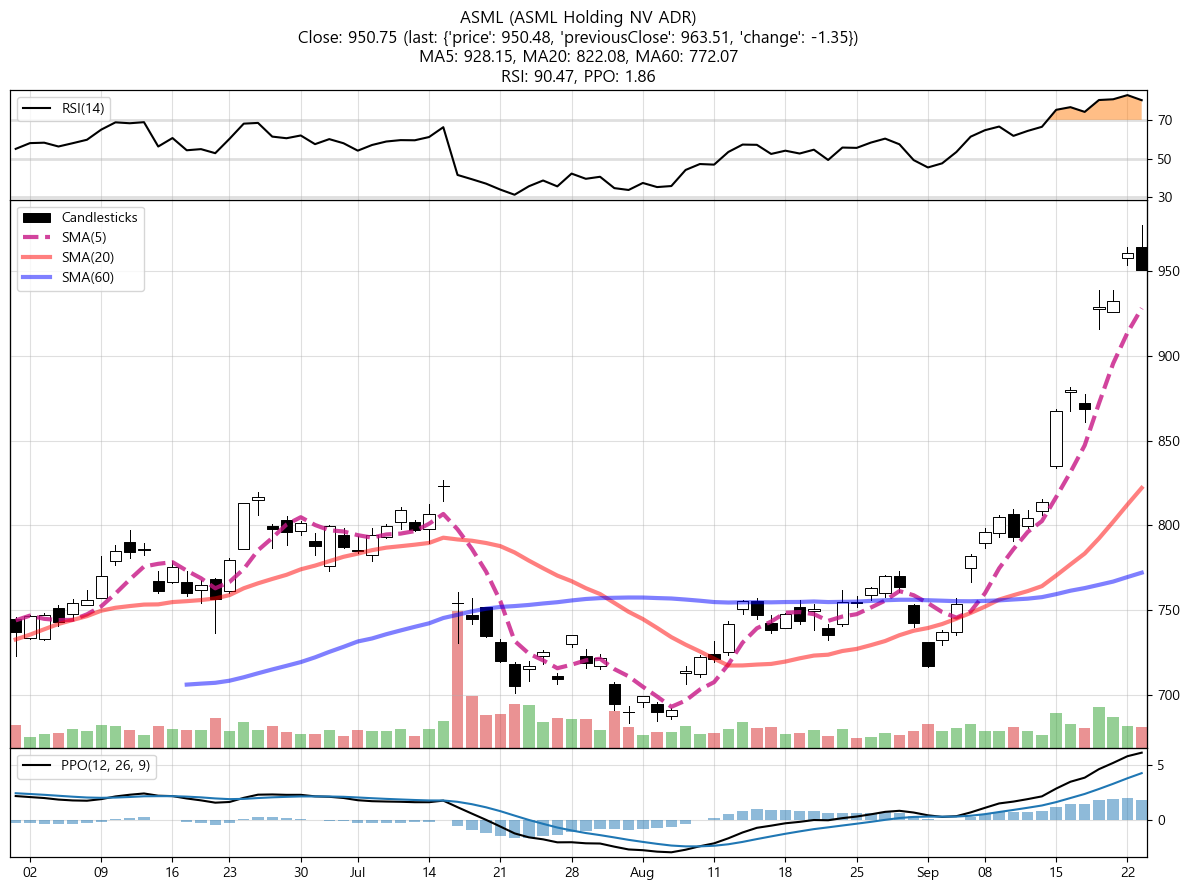 ASML (ASML Holding NV ADR)
Close: 950.75 (last: {'price': 950.48, 'previousClose': 963.51, 'change': -1.35})
MA5: 928.15, MA20: 822.08, MA60: 772.07
RSI: 90.47, PPO: 1.86
RSI(14)
70
50
30
Candlesticks
SMA(5)
SMA(20)
SMA(60)
950
900
850
800
750
700
PPO(12, 26, 9)
5
0
02 09 16 23 30 Jul 14 21 28 Aug 11 18 25 Sep 08 15 22